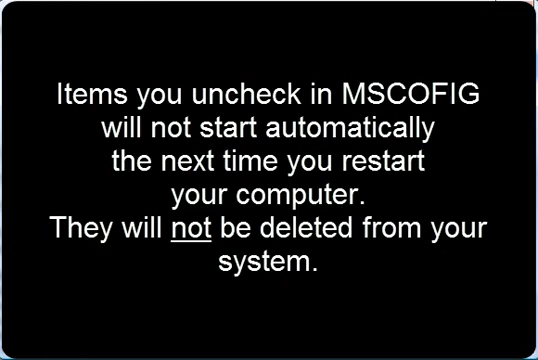 Items you uncheck in MSCOFIG
will not start automatically
the next time you restart
your computer.
They will not be deleted from your
system.